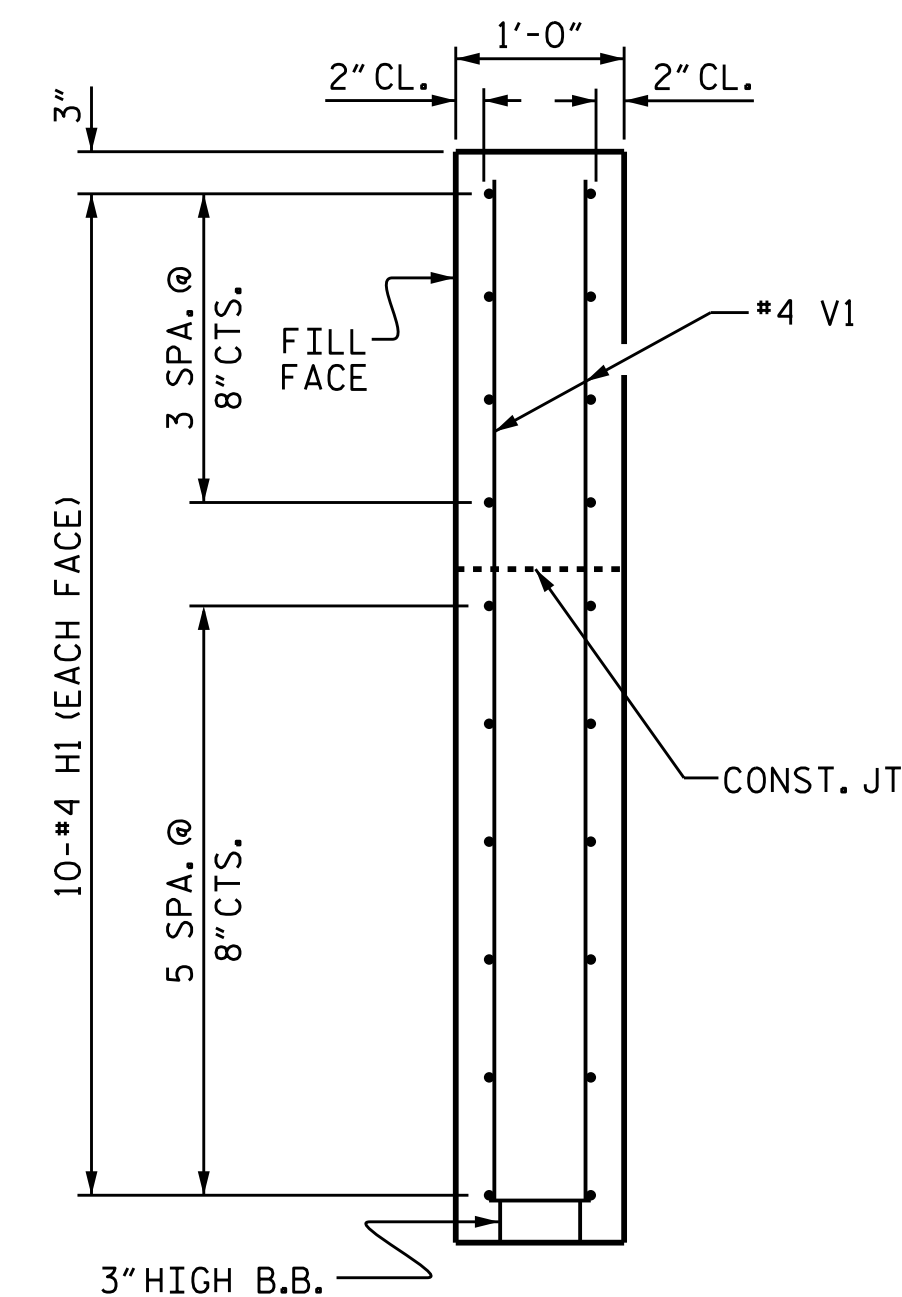 1'-0"
2" CL.
2" CL.
3"
3 SPA. @
8"CTS.
FILL
FACE
#4 V1
10-#4 H1 (EACH FACE)
CONST. JT
5 SPA. @
8"CTS.
3"HIGH B.B.